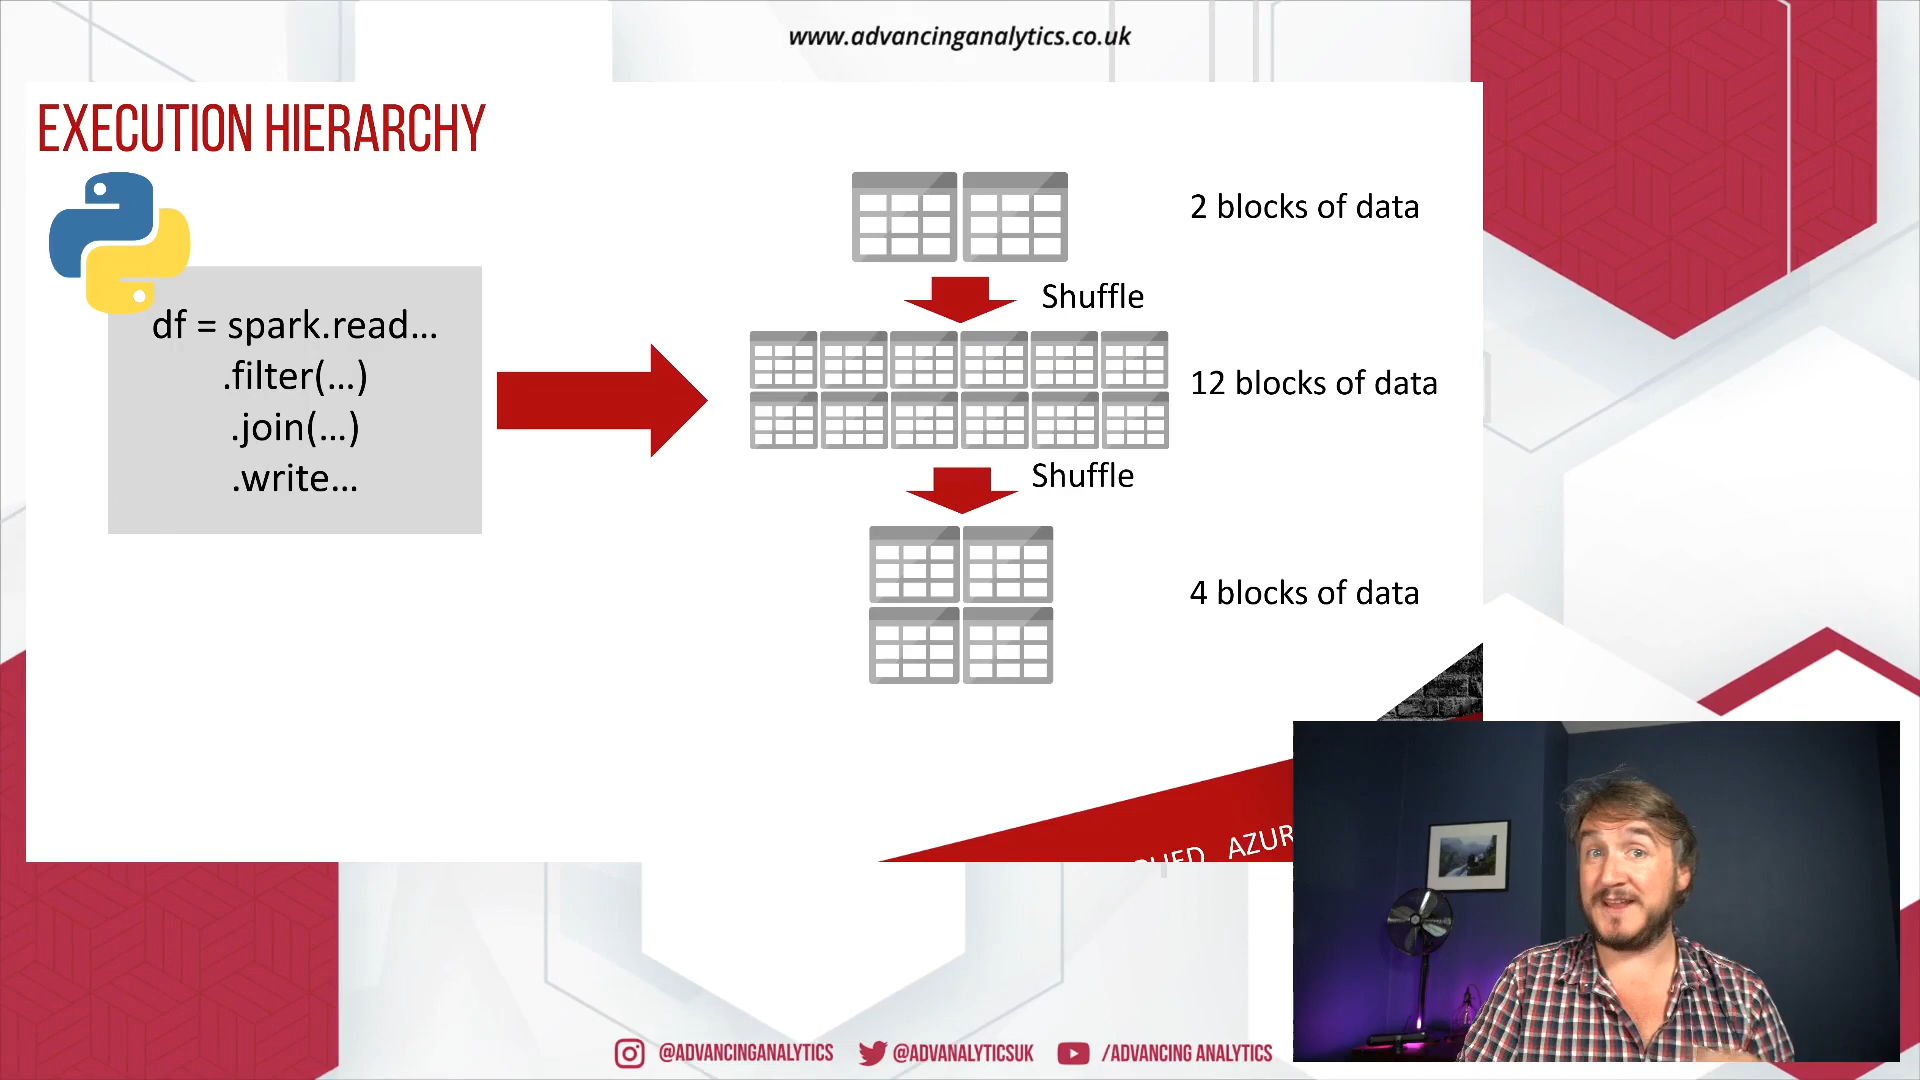 www.advancinganalytics.co.uk
EXECUTION HIERARCHY
df = spark.read...
.filter(...)
.join(...)
.write...
2 blocks of data
Shuffle
12 blocks of data
Shuffle
4 blocks of data
AZUR
@ADVANCINGANALYTICS
@ADVANALYTICSUK
/ADVANCING ANALYTICS